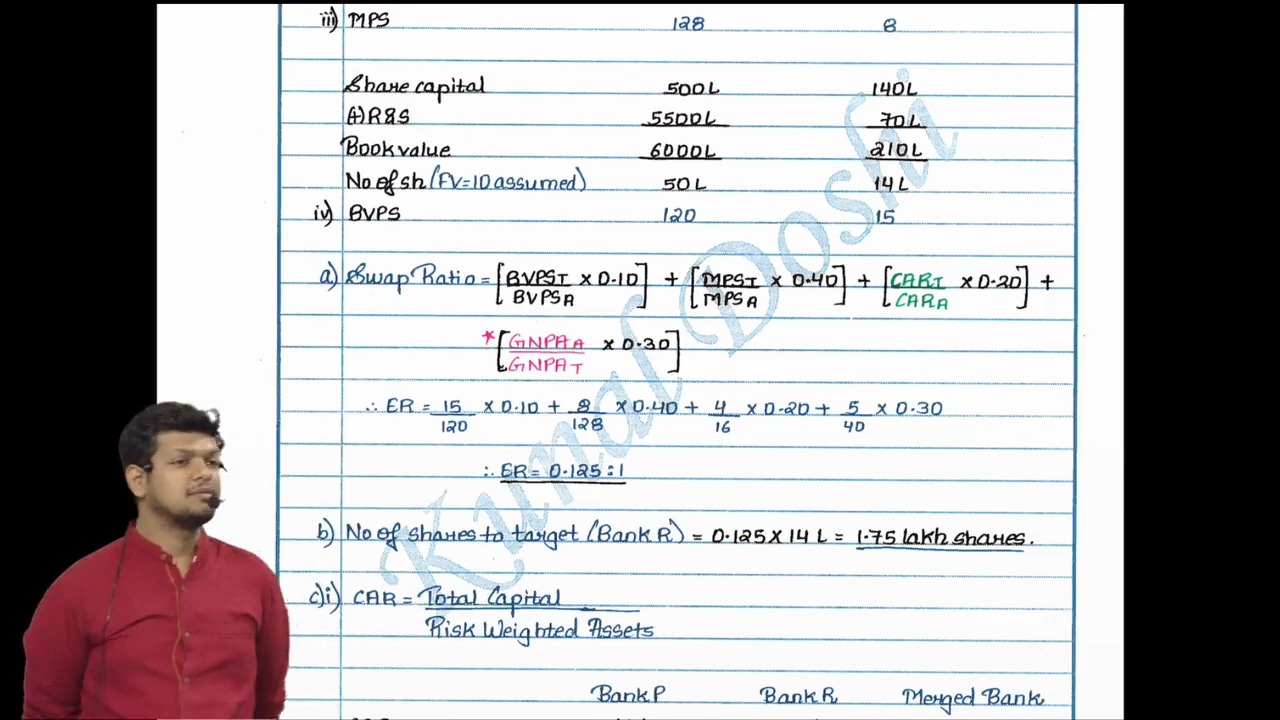 iii) MPS 128 8
Share capital 500L 140L
(+) R&S 5500L 70L
Book value 6000L 210L
No of sh (FV=10 assumed) 50L 14L
iv) BVPS 120 15
a) Swap Ratio = [BVPST/BVPSA × 0.10] + [MPST/MPSA × 0.40] + [CART/CARA × 0.20] +
* [GNPAA/GNPAT × 0.30]
∴ ER = 15/120 × 0.10 + 8/128 × 0.40 + 4/16 × 0.20 + 5/40 × 0.30
∴ ER = 0.125 : 1
b) No of shares to target (Bank R) = 0.125 × 14 L = 1.75 lakh shares.
c) i) CAR = Total Capital
Risk Weighted Assets
Bank P Bank R Merged Bank
Kunal Doshi